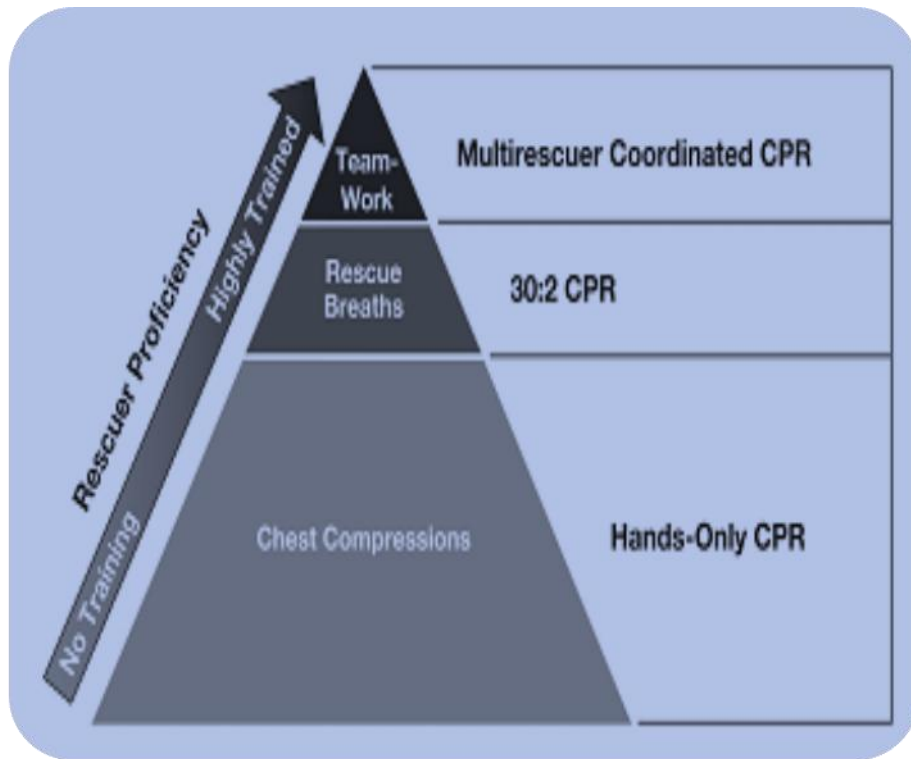 Rescuer Proficiency
No Training
Highly Trained
Team-
Work
Multirescuer Coordinated CPR
Rescue
Breaths
30:2 CPR
Chest Compressions
Hands-Only CPR